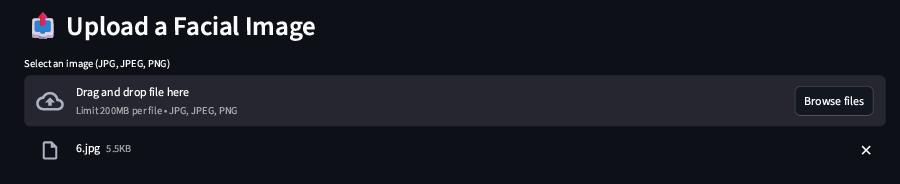 Upload a Facial Image
Select an image (JPG, JPEG, PNG)
Drag and drop file here
Limit 200MB per file • JPG, JPEG, PNG
Browse files
6.jpg 5.5KB